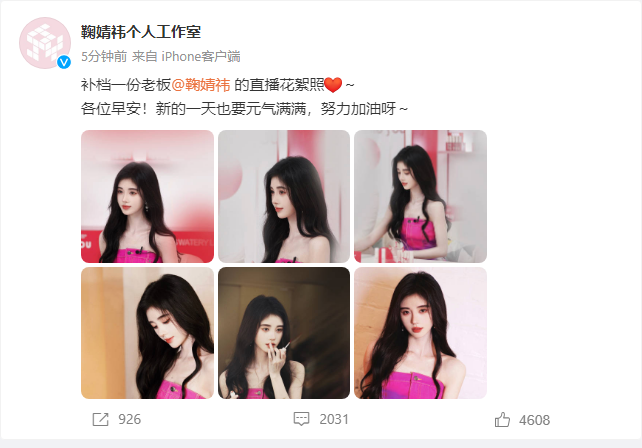 鞠婧祎个人工作室
5分钟前 来自 iPhone客户端
补档一份老板@鞠婧祎 的直播花絮照❤️～
各位早安！新的一天也要元气满满，努力加油呀～
926
2031
4608